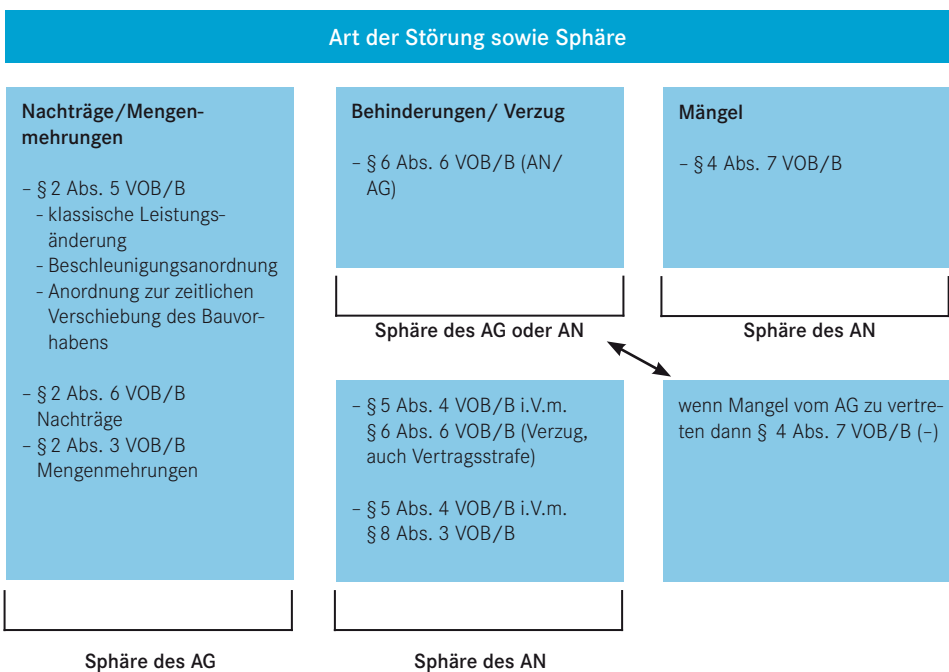 Art der Störung sowie Sphäre
Nachträge/Mengen-
mehrungen
– § 2 Abs. 5 VOB/B
- klassische Leistungs-
änderung
- Beschleunigungsanordnung
- Anordnung zur zeitlichen
Verschiebung des Bauvor-
habens
– § 2 Abs. 6 VOB/B
Nachträge
– § 2 Abs. 3 VOB/B
Mengenmehrungen
Sphäre des AG
Behinderungen/ Verzug
– § 6 Abs. 6 VOB/B (AN/
AG)
Sphäre des AG oder AN
– § 5 Abs. 4 VOB/B i.V.m.
§ 6 Abs. 6 VOB/B (Verzug,
auch Vertragsstrafe)
– § 5 Abs. 4 VOB/B i.V.m.
§ 8 Abs. 3 VOB/B
Sphäre des AN
Mängel
– § 4 Abs. 7 VOB/B
Sphäre des AN
wenn Mangel vom AG zu vertre-
ten dann § 4 Abs. 7 VOB/B (–)